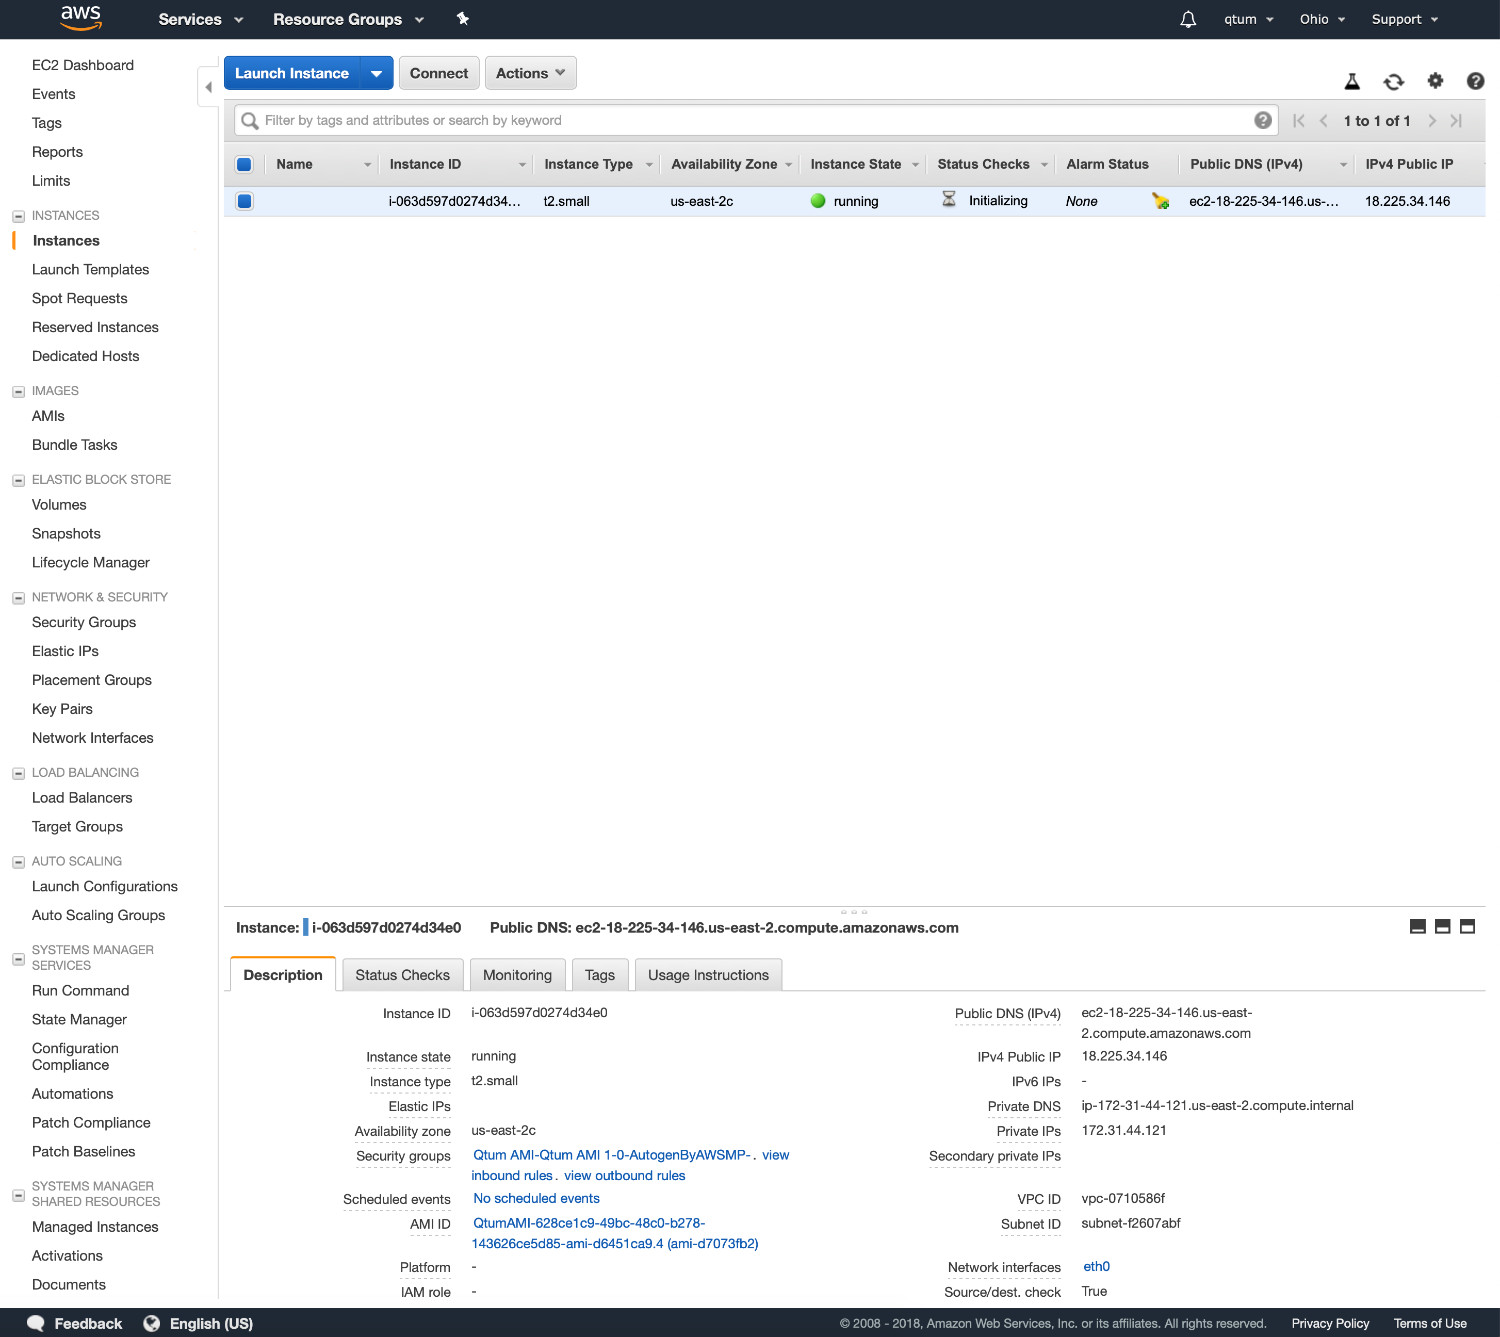 aws Services Resource Groups qtum Ohio Support
EC2 Dashboard
Events
Tags
Reports
Limits
INSTANCES
Instances
Launch Templates
Spot Requests
Reserved Instances
Dedicated Hosts
IMAGES
AMIs
Bundle Tasks
ELASTIC BLOCK STORE
Volumes
Snapshots
Lifecycle Manager
NETWORK & SECURITY
Security Groups
Elastic IPs
Placement Groups
Key Pairs
Network Interfaces
LOAD BALANCING
Load Balancers
Target Groups
AUTO SCALING
Launch Configurations
Auto Scaling Groups
SYSTEMS MANAGER
SERVICES
Run Command
State Manager
Configuration
Compliance
Automations
Patch Compliance
Patch Baselines
SYSTEMS MANAGER
SHARED RESOURCES
Managed Instances
Activations
Documents
Launch Instance Connect Actions
Filter by tags and attributes or search by keyword 1 to 1 of 1
Name Instance ID Instance Type Availability Zone Instance State Status Checks Alarm Status Public DNS (IPv4) IPv4 Public IP
i-063d597d0274d34... t2.small us-east-2c running Initializing None ec2-18-225-34-146.us-... 18.225.34.146
Instance: i-063d597d0274d34e0 Public DNS: ec2-18-225-34-146.us-east-2.compute.amazonaws.com
Description Status Checks Monitoring Tags Usage Instructions
Instance ID i-063d597d0274d34e0
Instance state running
Instance type t2.small
Elastic IPs
Availability zone us-east-2c
Security groups Qtum AMI-Qtum AMI 1-0-AutogenByAWSMP-. view
inbound rules. view outbound rules
Scheduled events No scheduled events
AMI ID QtumAMI-628ce1c9-49bc-48c0-b278-
143626ce5d85-ami-d6451ca9.4 (ami-d7073fb2)
Platform -
IAM role -
Public DNS (IPv4) ec2-18-225-34-146.us-east-
2.compute.amazonaws.com
IPv4 Public IP 18.225.34.146
IPv6 IPs -
Private DNS ip-172-31-44-121.us-east-2.compute.internal
Private IPs 172.31.44.121
Secondary private IPs
VPC ID vpc-0710586f
Subnet ID subnet-f2607abf
Network interfaces eth0
Source/dest. check True
Feedback English (US) © 2008 - 2018, Amazon Web Services, Inc. or its affiliates. All rights reserved. Privacy Policy Terms of Use